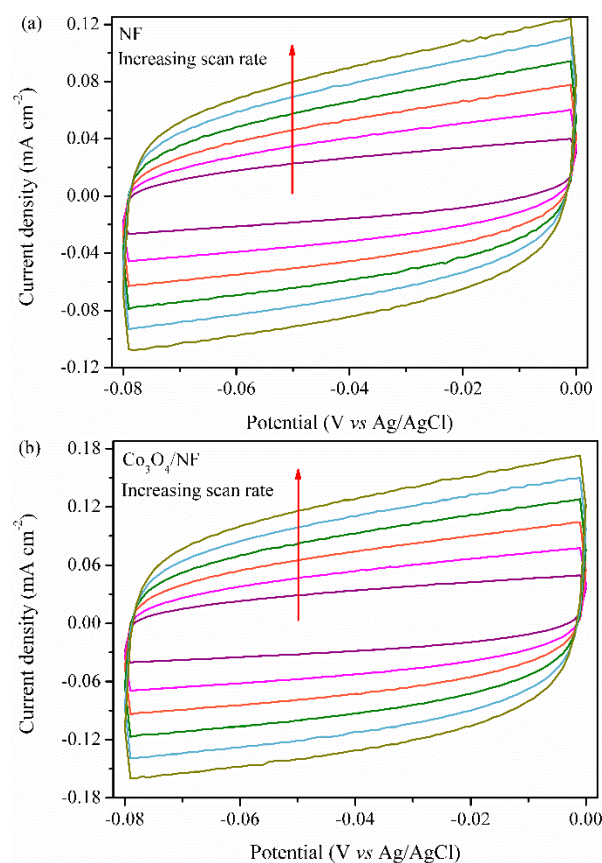 (a)
NF
Increasing scan rate
0.12
0.08
0.04
0.00
-0.04
-0.08
-0.12
Current density (mA cm⁻²)
-0.08 -0.06 -0.04 -0.02 0.00
Potential (V vs Ag/AgCl)
(b)
Co₃O₄/NF
Increasing scan rate
0.18
0.12
0.06
0.00
-0.06
-0.12
-0.18
Current density (mA cm⁻²)
-0.08 -0.06 -0.04 -0.02 0.00
Potential (V vs Ag/AgCl)